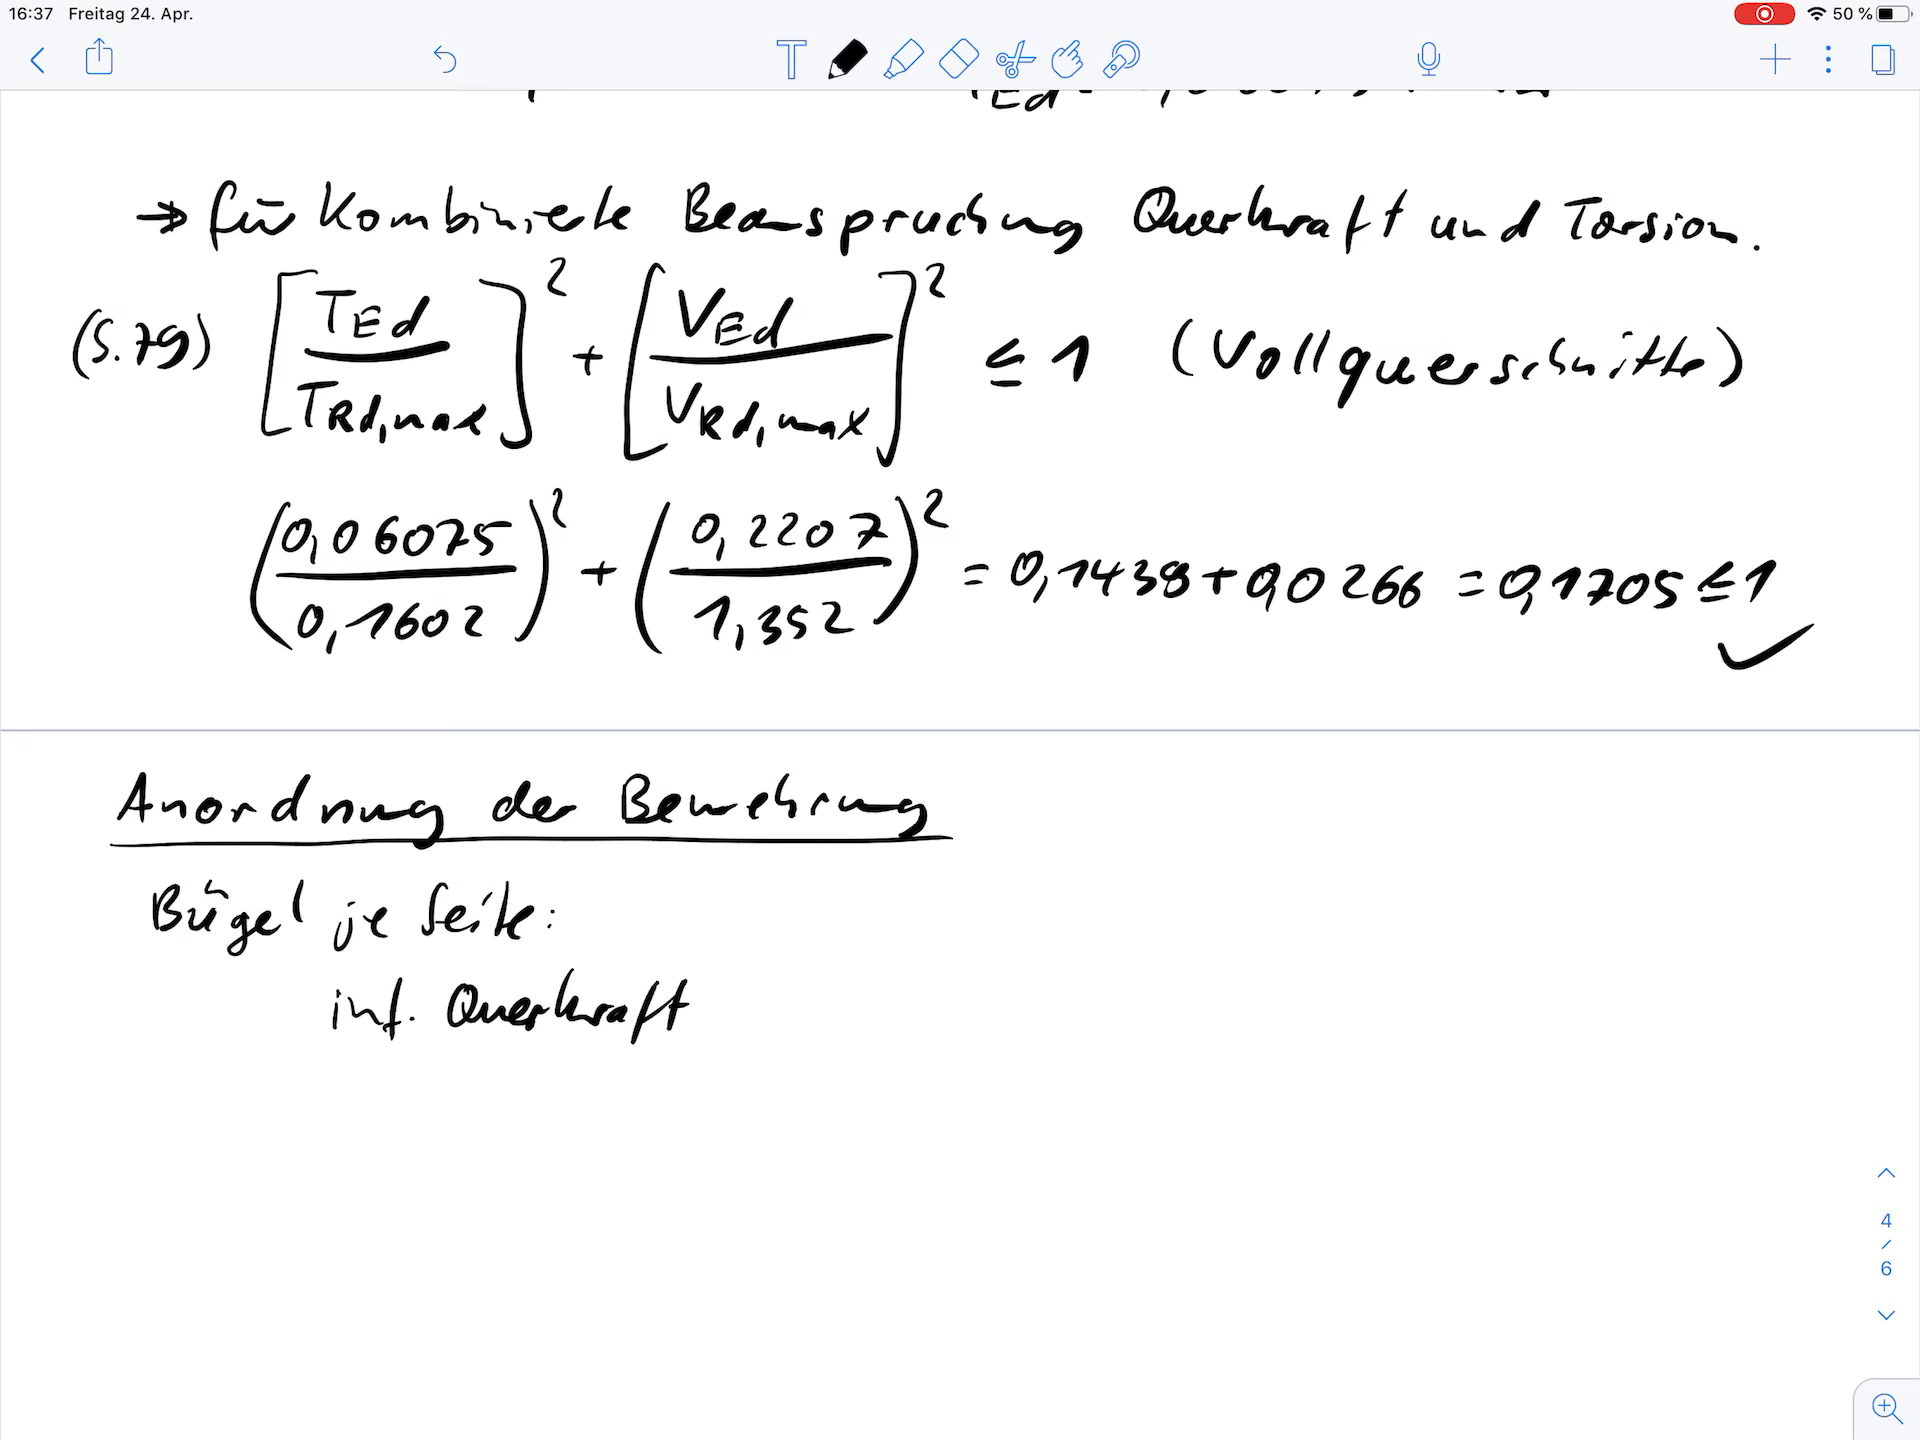 16:37 Freitag 24. Apr. 50 %
TEd
⇒ für Kombinierte Beanspruchung Querkraft und Torsion.
(S.79) [TEd / TRd,max]² + [VEd / VRd,max]² ≤ 1 (Vollquerschnitte)
(0,06075 / 0,1602)² + (0,2207 / 1,352)² = 0,1438 + 0,0266 = 0,1705 ≤ 1 ✓
Anordnung der Bewehrung
Bügel je Seite:
inf. Querkraft
4
/
6